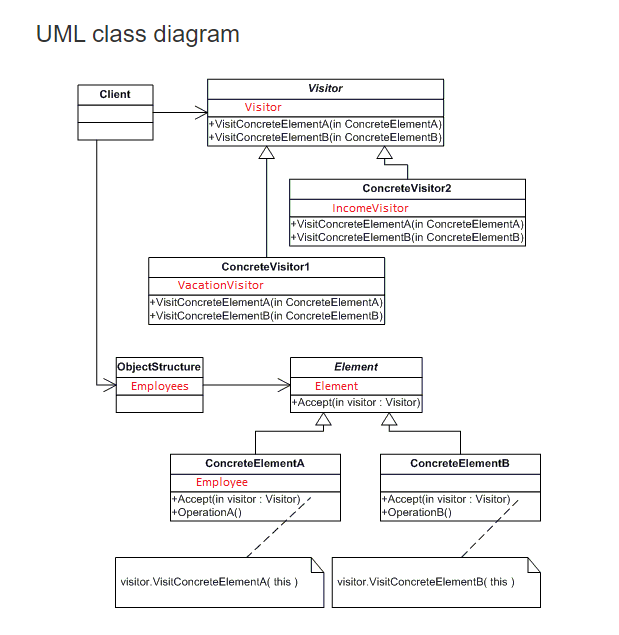 UML class diagram
Client
Visitor
Visitor
+VisitConcreteElementA(in ConcreteElementA)
+VisitConcreteElementB(in ConcreteElementB)
ConcreteVisitor2
IncomeVisitor
+VisitConcreteElementA(in ConcreteElementA)
+VisitConcreteElementB(in ConcreteElementB)
ConcreteVisitor1
VacationVisitor
+VisitConcreteElementA(in ConcreteElementA)
+VisitConcreteElementB(in ConcreteElementB)
ObjectStructure
Employees
Element
Element
+Accept(in visitor : Visitor)
ConcreteElementA
Employee
+Accept(in visitor : Visitor)
+OperationA()
ConcreteElementB
+Accept(in visitor : Visitor)
+OperationB()
visitor.VisitConcreteElementA( this )
visitor.VisitConcreteElementB( this )